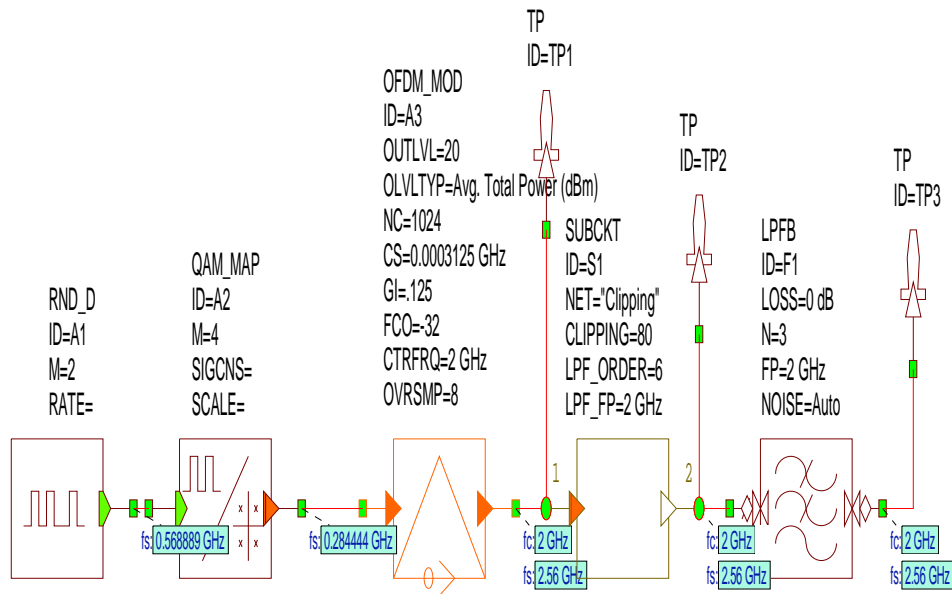 TP
ID=TP1
OFDM_MOD
ID=A3
OUTLVL=20
OLVLTYP=Avg. Total Power (dBm)
NC=1024
CS=0.0003125 GHz
GI=.125
FCO=-32
CTRFRQ=2 GHz
OVRSMP=8
TP
ID=TP2
TP
ID=TP3
SUBCKT
ID=S1
NET="Clipping"
CLIPPING=80
LPF_ORDER=6
LPF_FP=2 GHz
LPFB
ID=F1
LOSS=0 dB
N=3
FP=2 GHz
NOISE=Auto
QAM_MAP
ID=A2
M=4
SIGCNS=
SCALE=
RND_D
ID=A1
M=2
RATE=
1
2
fs: 0.568889 GHz
fs: 0.284444 GHz
fc: 2 GHz
fs: 2.56 GHz
fc: 2 GHz
fs: 2.56 GHz
fc: 2 GHz
fs: 2.56 GHz
0